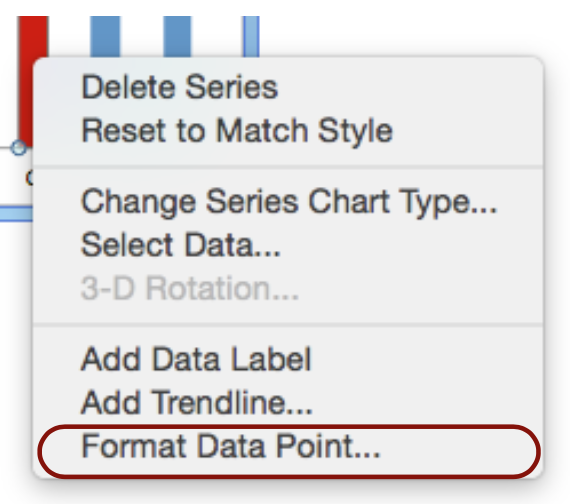 Delete Series
Reset to Match Style
Change Series Chart Type...
Select Data...
3-D Rotation...
Add Data Label
Add Trendline...
Format Data Point...